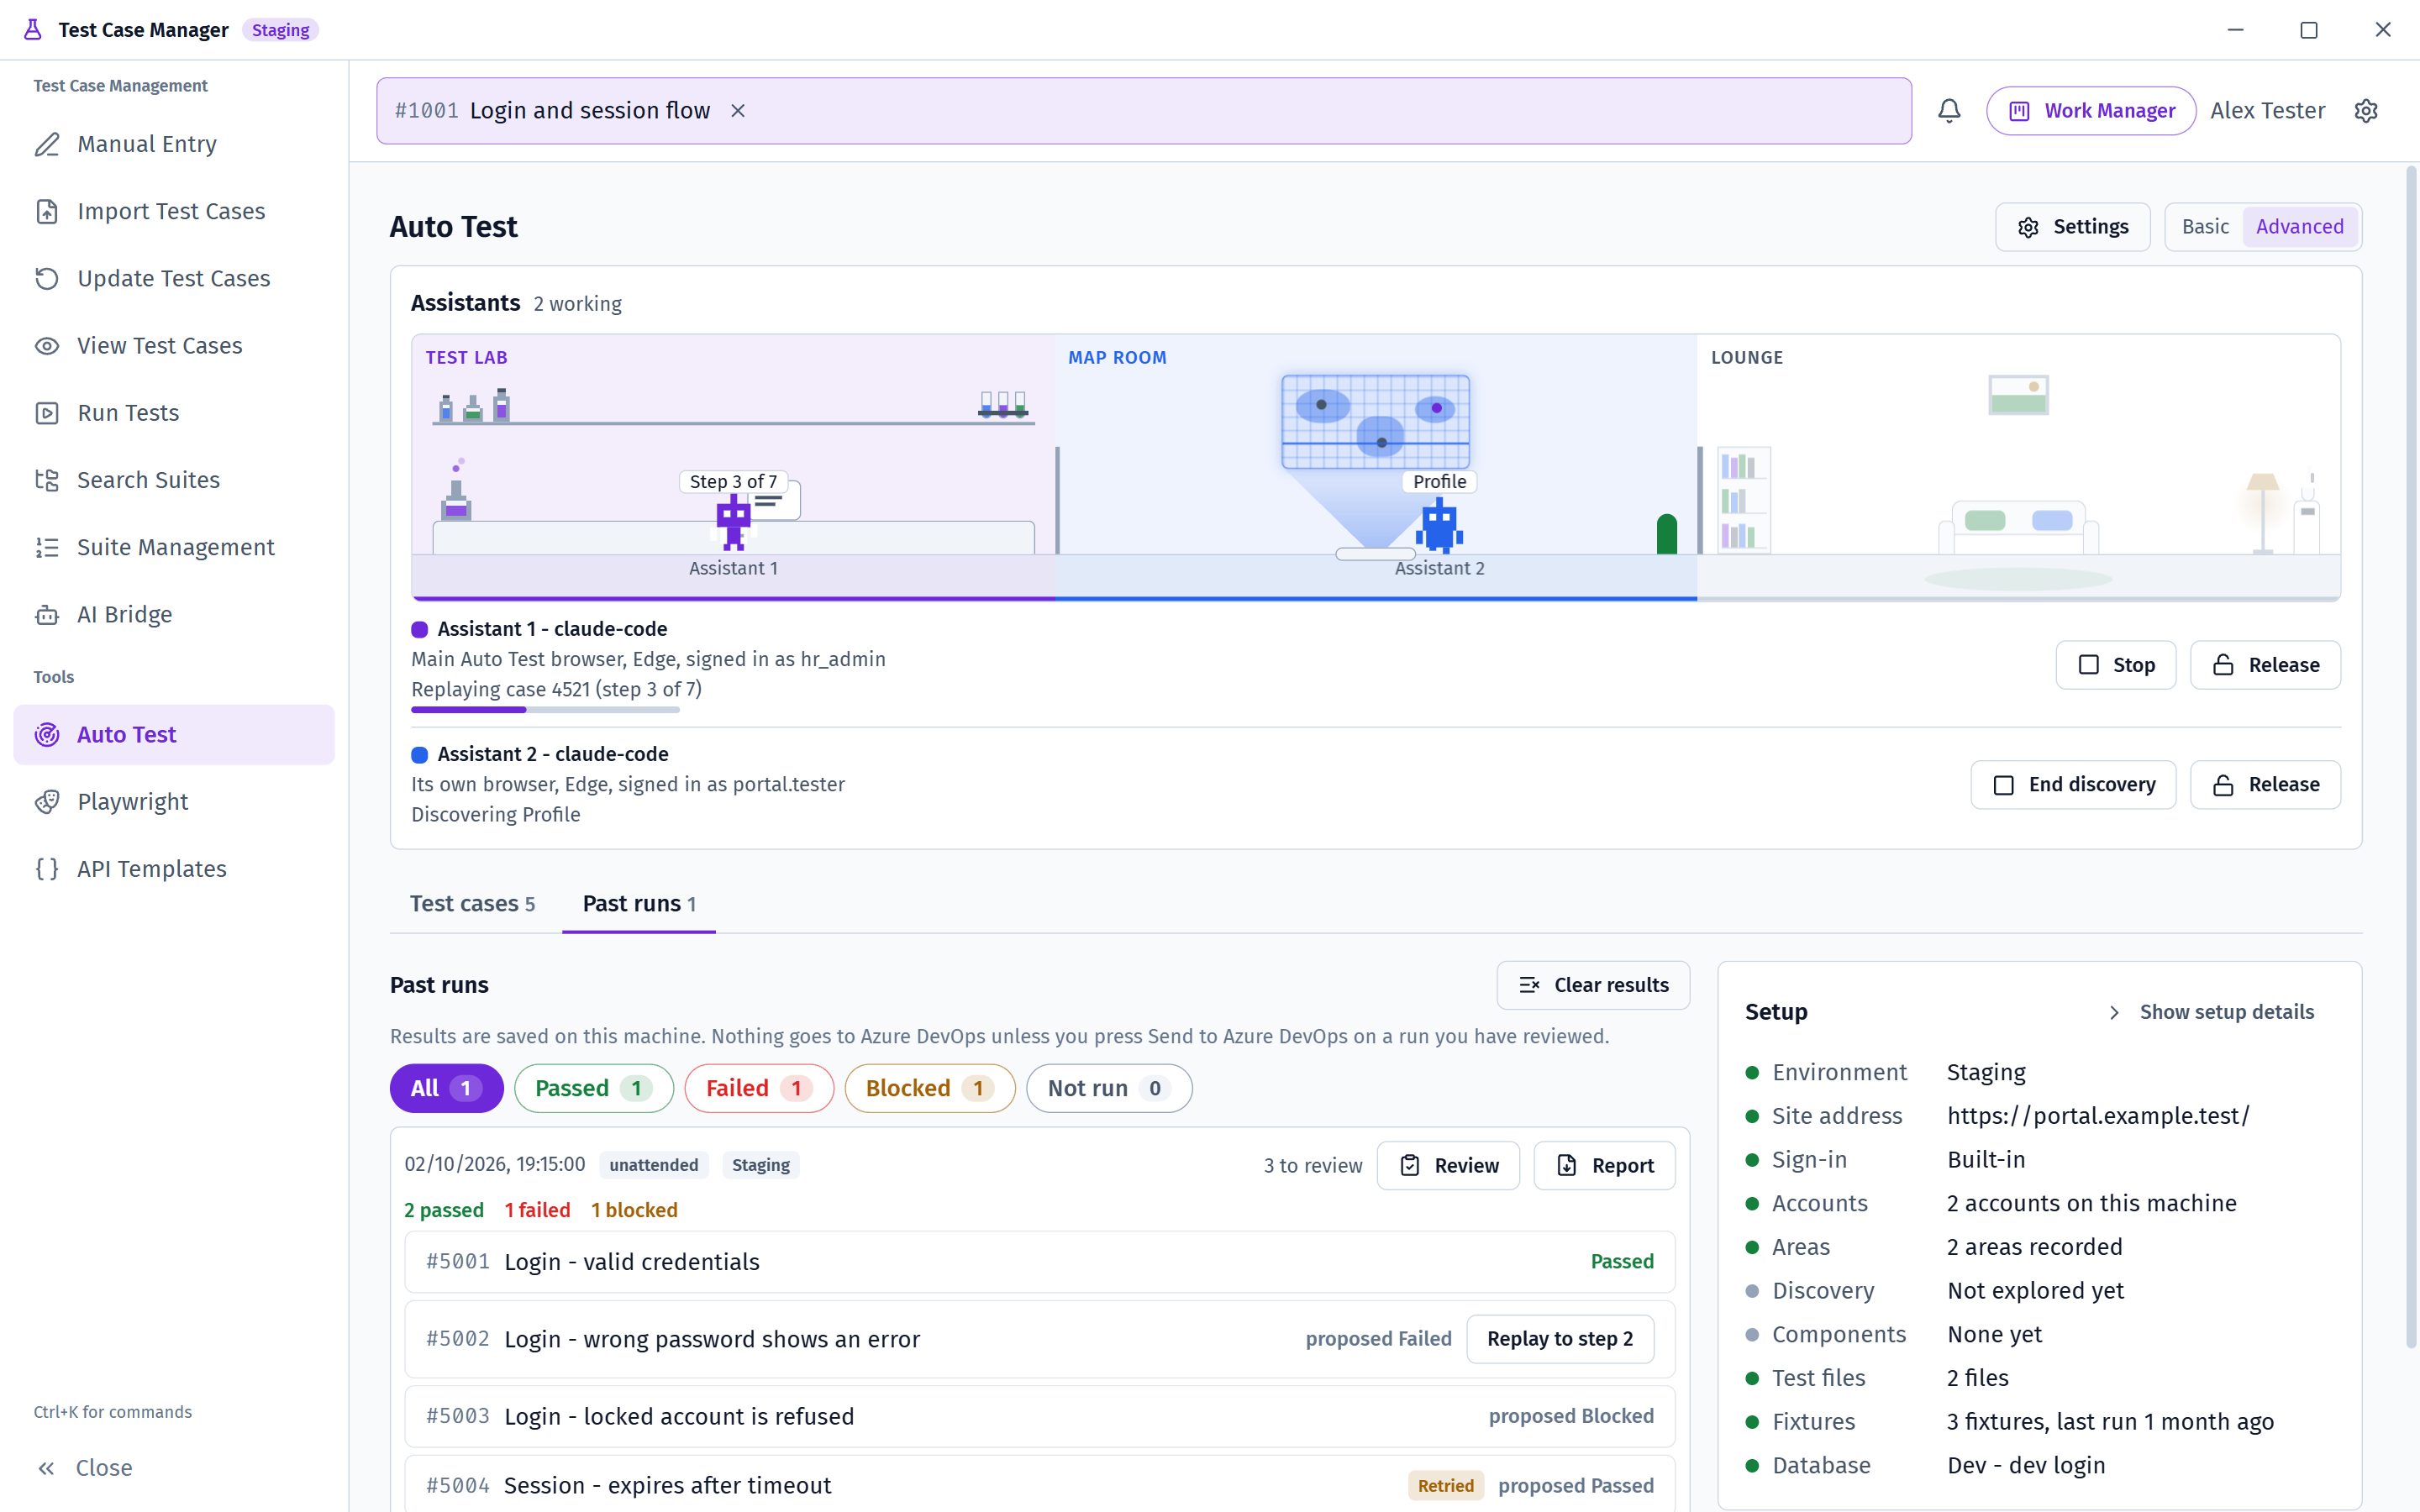 Test Case Manager Staging
Test Case Management
Manual Entry
Import Test Cases
Update Test Cases
View Test Cases
Run Tests
Search Suites
Suite Management
AI Bridge
Tools
Auto Test
Playwright
API Templates
Ctrl+K for commands
Close
#1001 Login and session flow
Work Manager
Alex Tester
Auto Test
Settings
Basic Advanced
Assistants 2 working
TEST LAB
Step 3 of 7
Assistant 1
MAP ROOM
Profile
Assistant 2
LOUNGE
Assistant 1 - claude-code
Main Auto Test browser, Edge, signed in as hr_admin
Replaying case 4521 (step 3 of 7)
Stop Release
Assistant 2 - claude-code
Its own browser, Edge, signed in as portal.tester
Discovering Profile
End discovery Release
Test cases 5 Past runs 1
Past runs
Clear results
Results are saved on this machine. Nothing goes to Azure DevOps unless you press Send to Azure DevOps on a run you have reviewed.
All 1 Passed 1 Failed 1 Blocked 1 Not run 0
02/10/2026, 19:15:00 unattended Staging 3 to review Review Report
2 passed 1 failed 1 blocked
#5001 Login - valid credentials Passed
#5002 Login - wrong password shows an error proposed Failed Replay to step 2
#5003 Login - locked account is refused proposed Blocked
#5004 Session - expires after timeout Retried proposed Passed
Setup Show setup details
Environment Staging
Site address https://portal.example.test/
Sign-in Built-in
Accounts 2 accounts on this machine
Areas 2 areas recorded
Discovery Not explored yet
Components None yet
Test files 2 files
Fixtures 3 fixtures, last run 1 month ago
Database Dev - dev login